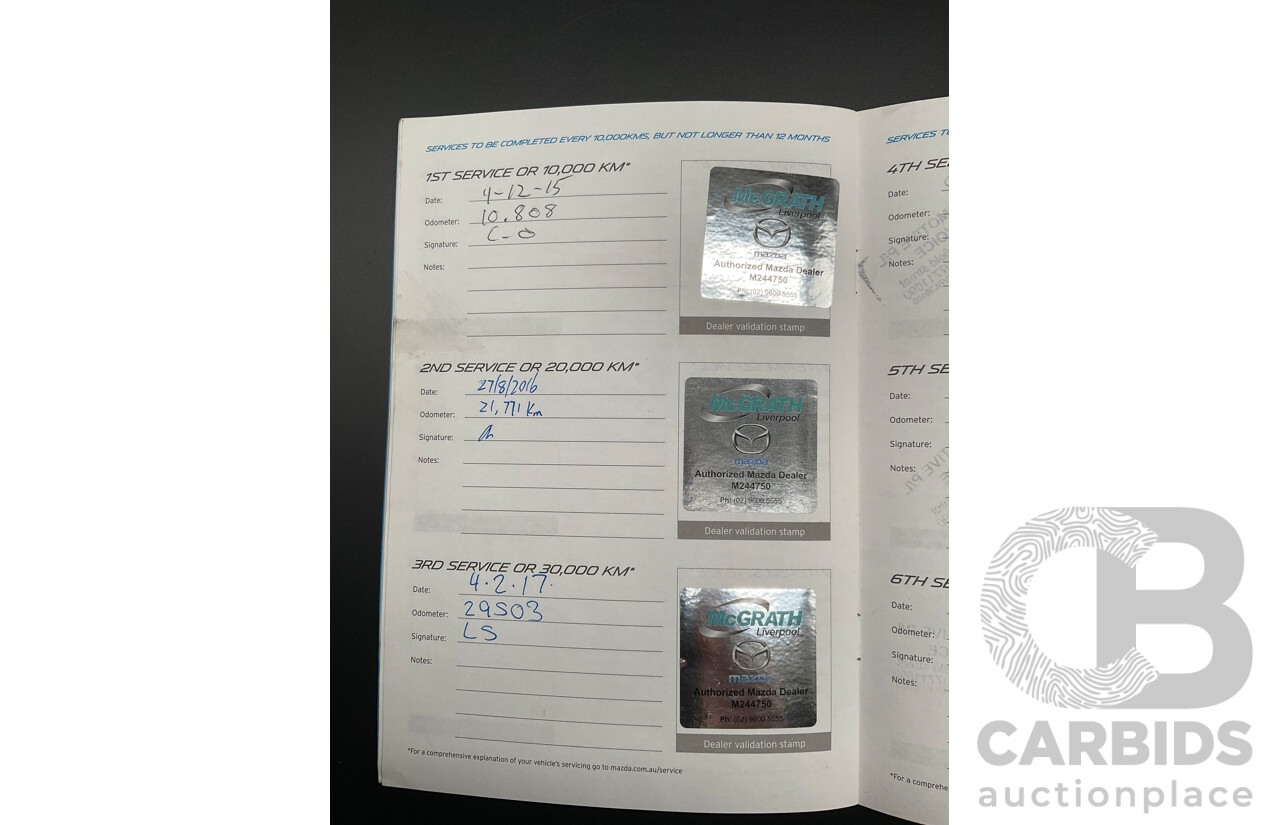 SERVICES TO BE COMPLETED EVERY 10,000KMS, BUT NOT LONGER THAN 12 MONTHS
1ST SERVICE OR 10,000 KM*
Date: 4-12-15
Odometer: 10.808
Signature: C-O
Notes:
McGRATH
Liverpool
mazda
Authorized Mazda Dealer
M244750
Ph: (02) 9600 5555
Dealer validation stamp
2ND SERVICE OR 20,000 KM*
Date: 27/8/2016
Odometer: 21,771 Km
Signature:
Notes:
McGRATH
Liverpool
mazda
Authorized Mazda Dealer
M244750
Ph: (02) 9600 5555
Dealer validation stamp
3RD SERVICE OR 30,000 KM*
Date: 4.2.17.
Odometer: 29503
Signature: LS
Notes:
McGRATH
Liverpool
mazda
Authorized Mazda Dealer
M244750
Ph: (02) 9600 5555
Dealer validation stamp
*For a comprehensive explanation of your vehicle's servicing go to mazda.com.au/service
SERVICES T
4TH SE
Date:
Odometer:
Signature:
Notes:
5TH SE
Date:
Odometer:
Signature:
Notes:
6TH SE
Date:
Odometer:
Signature:
Notes:
*For a comprehe
CB
CARBIDS
auctionplace